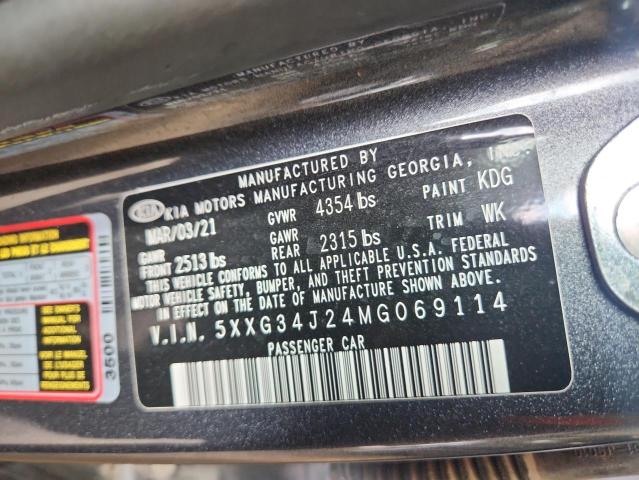 MANUFACTURED BY
KIA KIA MOTORS MANUFACTURING GEORGIA, INC.
MAR/03/21 GVWR 4354 lbs PAINT KDG
GAWR FRONT 2513 lbs GAWR REAR 2315 lbs TRIM WK
THIS VEHICLE CONFORMS TO ALL APPLICABLE U.S.A. FEDERAL
MOTOR VEHICLE SAFETY, BUMPER, AND THEFT PREVENTION STANDARDS
IN EFFECT ON THE DATE OF MANUFACTURE SHOWN ABOVE.
V.I.N. 5XXG34J24MG069114
PASSENGER CAR
3500